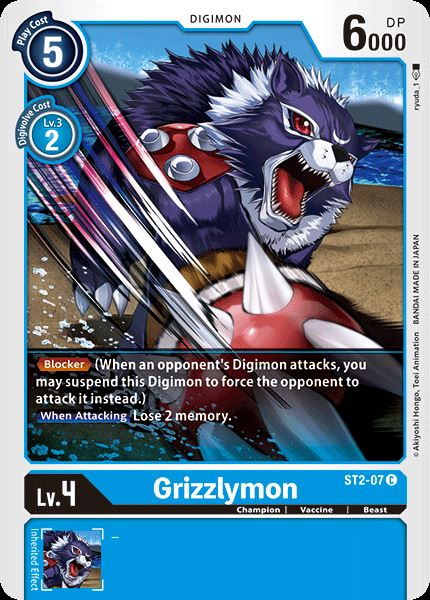 DIGIMON
Play Cost
5
6000 DP
Digivolve Cost
Lv.3
2
ryuda_1
Blocker (When an opponent's Digimon attacks, you
may suspend this Digimon to force the opponent to
attack it instead.)
When Attacking Lose 2 memory.
© Akiyoshi Hongo, Toei Animation BANDAI MADE IN JAPAN
Lv.4
Grizzlymon
ST2-07 C
Champion | Vaccine | Beast
Inherited Effect
–